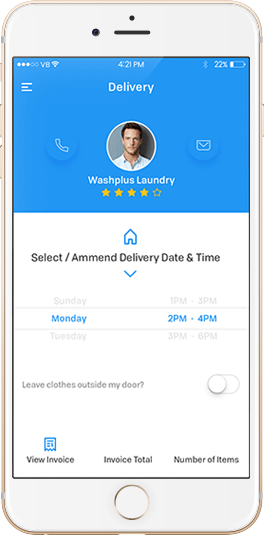 VB 4:21 PM 22%
Delivery
Washplus Laundry
Select / Ammend Delivery Date & Time
Sunday 1PM - 3PM
Monday 2PM - 4PM
Tuesday 3PM - 6PM
Leave clothes outside my door?
View Invoice Invoice Total Number of Items